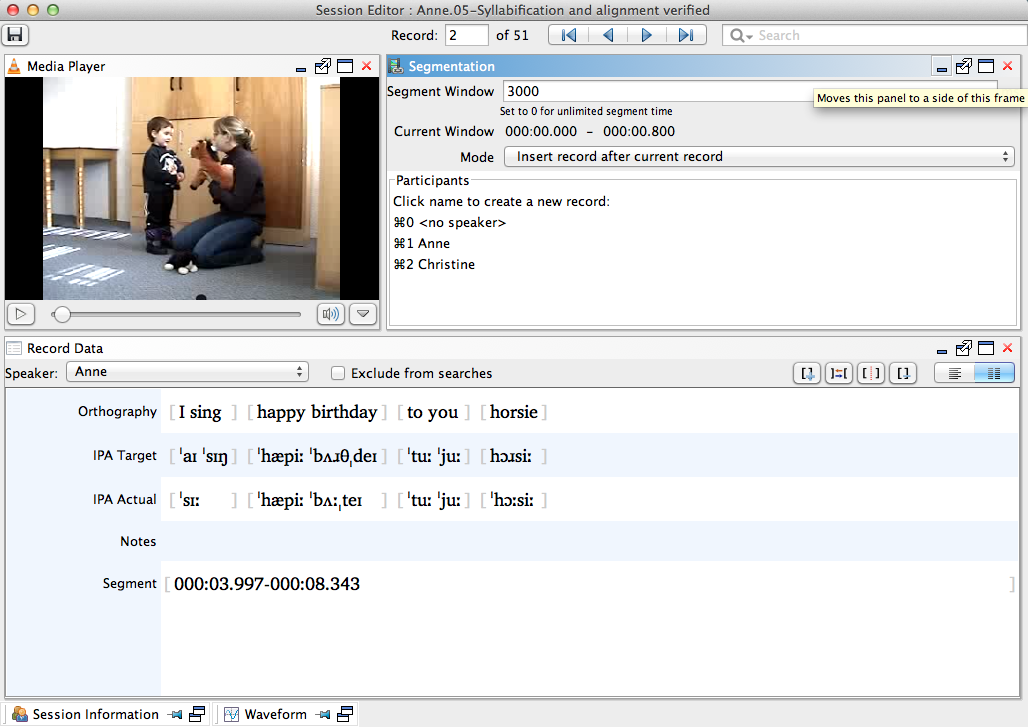 Session Editor : Anne.05-Syllabification and alignment verified
Record: 2 of 51 Search
Media Player
Segmentation
Segment Window 3000
Moves this panel to a side of this frame
Set to 0 for unlimited segment time
Current Window 000:00.000 – 000:00.800
Mode Insert record after current record
Participants
Click name to create a new record:
⌘0 <no speaker>
⌘1 Anne
⌘2 Christine
Record Data
Speaker: Anne Exclude from searches
Orthography [ I sing ] [ happy birthday ] [ to you ] [ horsie ]
IPA Target [ ˈaɪ ˈsɪŋ ] [ ˈhæpiː ˈbʌɹθˌdeɪ ] [ ˈtuː ˈjuː ] [ hɔɹsiː ]
IPA Actual [ ˈsɪː ] [ ˈhæpiː ˈbʌːˌteɪ ] [ ˈtuː ˈjuː ] [ ˈhɔːsiː ]
Notes
Segment [ 000:03.997-000:08.343 ]
Session Information Waveform